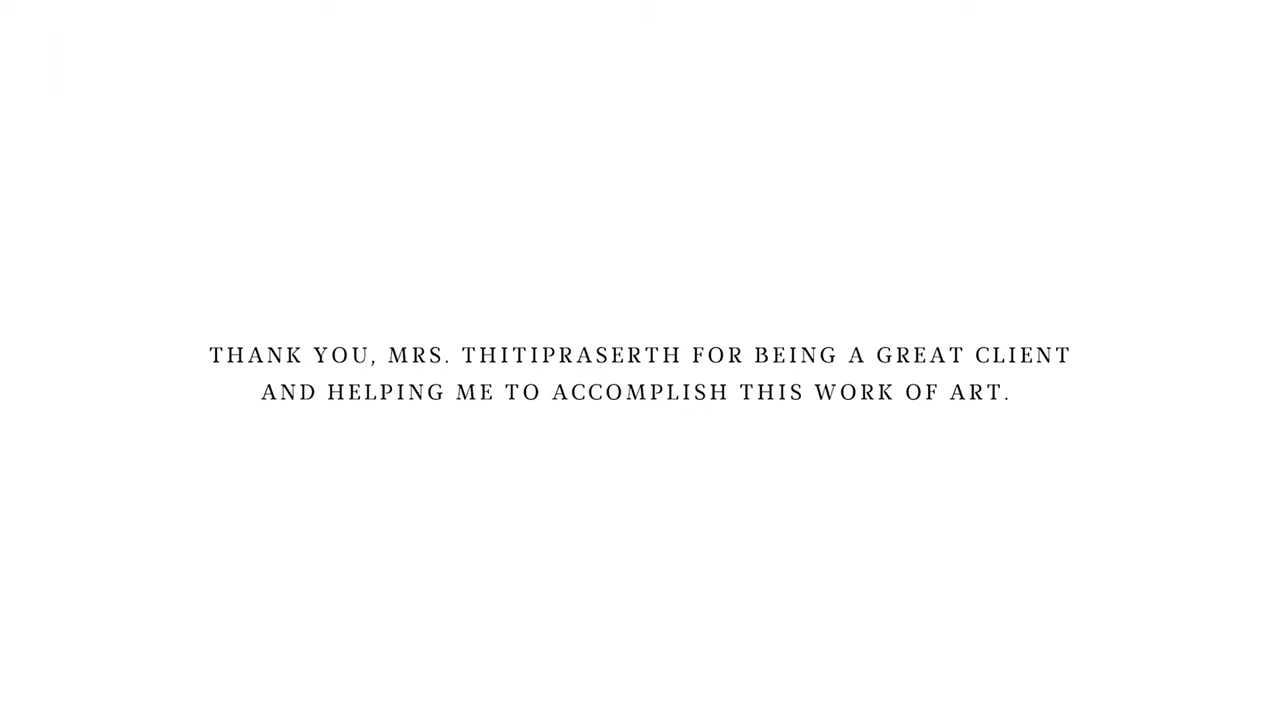 THANK YOU, MRS. THITIPRASERTH FOR BEING A GREAT CLIENT
AND HELPING ME TO ACCOMPLISH THIS WORK OF ART.